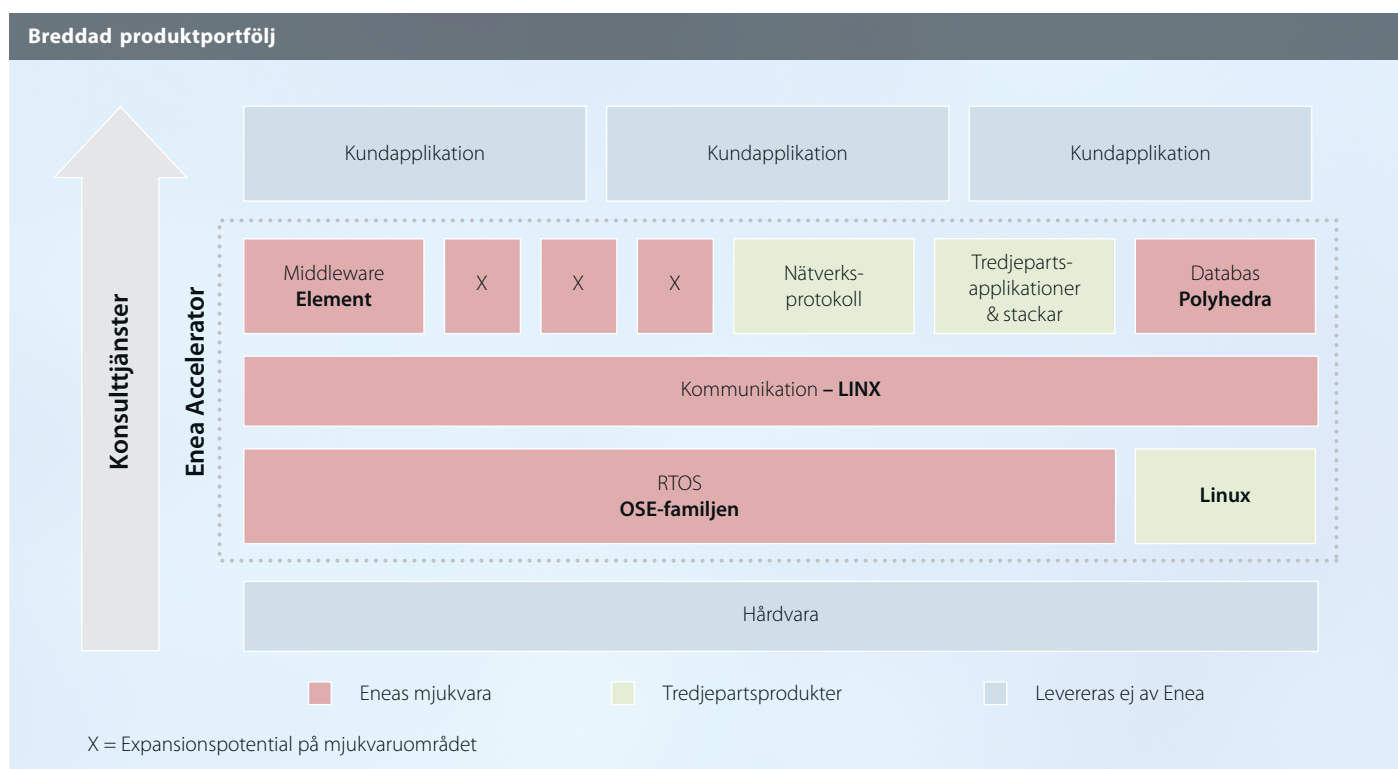 Breddad produktportfölj
Konsulttjänster
Enea Accelerator
Kundapplikation
Kundapplikation
Kundapplikation
Middleware
Element
X
X
X
Nätverks-
protokoll
Tredjeparts-
applikationer
& stackar
Databas
Polyhedra
Kommunikation – LINX
RTOS
OSE-familjen
Linux
Hårdvara
Eneas mjukvara
Tredjepartsprodukter
Levereras ej av Enea
X = Expansionspotential på mjukvaruområdet